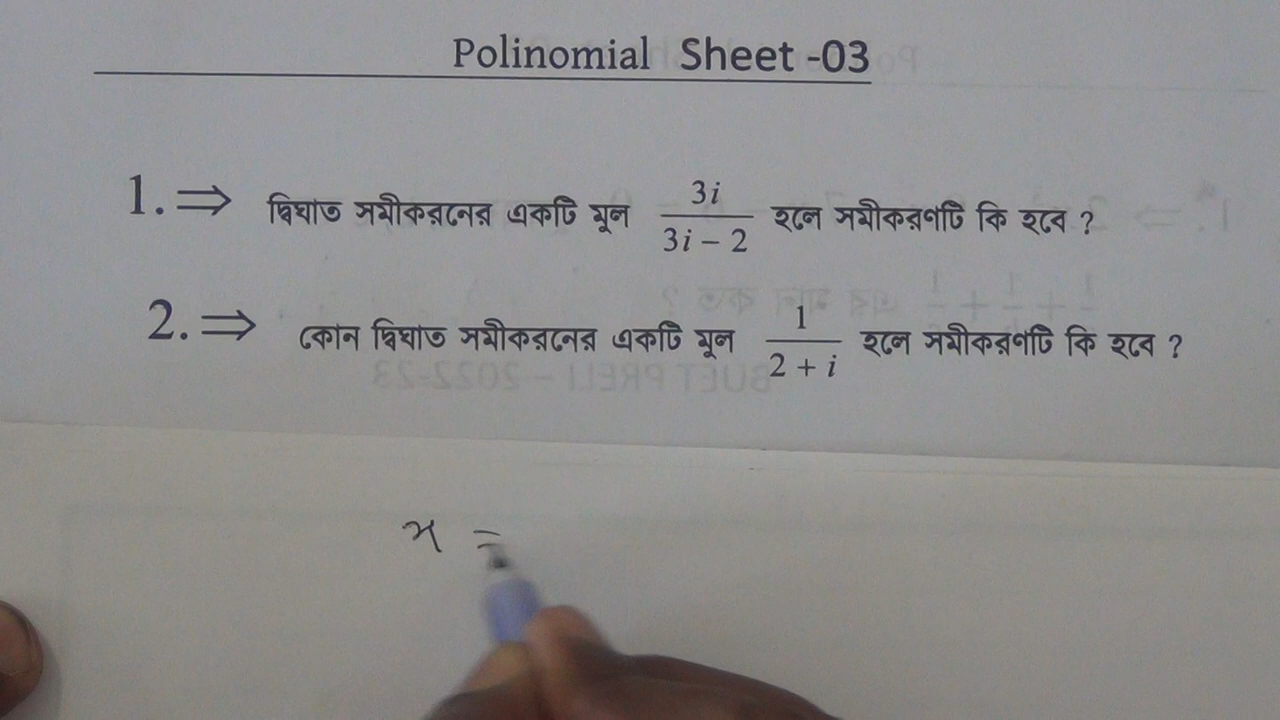 Polinomial Sheet -03
1. ⇒ দ্বিঘাত সমীকরনের একটি মূল 3i/(3i − 2) হলে সমীকরণটি কি হবে ?
2. ⇒ কোন দ্বিঘাত সমীকরনের একটি মূল 1/(2 + i) হলে সমীকরণটি কি হবে ?
x =